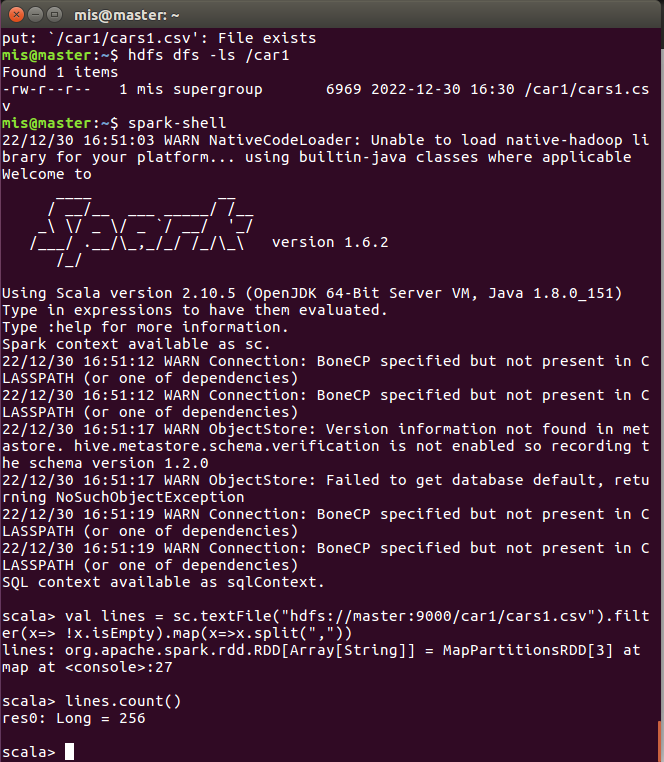 mis@master: ~
put: `/car1/cars1.csv': File exists
mis@master:~$ hdfs dfs -ls /car1
Found 1 items
-rw-r--r--   1 mis supergroup       6969 2022-12-30 16:30 /car1/cars1.cs
v
mis@master:~$ spark-shell
22/12/30 16:51:03 WARN NativeCodeLoader: Unable to load native-hadoop li
brary for your platform... using builtin-java classes where applicable
Welcome to
      ____              __
     / __/__  ___ _____/ /__
    _\ \/ _ \/ _ `/ __/  '_/
   /___/ .__/\_,_/_/ /_/\_\   version 1.6.2
      /_/
Using Scala version 2.10.5 (OpenJDK 64-Bit Server VM, Java 1.8.0_151)
Type in expressions to have them evaluated.
Type :help for more information.
Spark context available as sc.
22/12/30 16:51:12 WARN Connection: BoneCP specified but not present in C
LASSPATH (or one of dependencies)
22/12/30 16:51:12 WARN Connection: BoneCP specified but not present in C
LASSPATH (or one of dependencies)
22/12/30 16:51:17 WARN ObjectStore: Version information not found in met
astore. hive.metastore.schema.verification is not enabled so recording t
he schema version 1.2.0
22/12/30 16:51:17 WARN ObjectStore: Failed to get database default, retu
rning NoSuchObjectException
22/12/30 16:51:19 WARN Connection: BoneCP specified but not present in C
LASSPATH (or one of dependencies)
22/12/30 16:51:19 WARN Connection: BoneCP specified but not present in C
LASSPATH (or one of dependencies)
SQL context available as sqlContext.
scala> val lines = sc.textFile("hdfs://master:9000/car1/cars1.csv").filt
er(x=> !x.isEmpty).map(x=>x.split(","))
lines: org.apache.spark.rdd.RDD[Array[String]] = MapPartitionsRDD[3] at
map at <console>:27
scala> lines.count()
res0: Long = 256
scala>